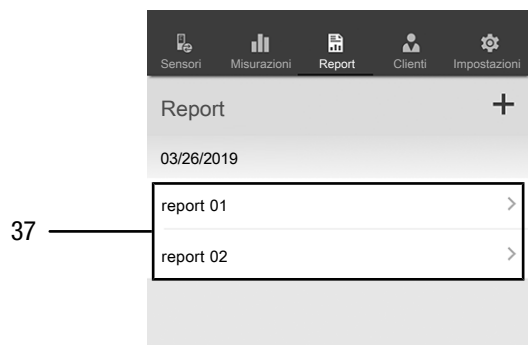 Sensori Misurazioni Report Clienti Impostazioni
Report +
03/26/2019
report 01 >
37
report 02 >